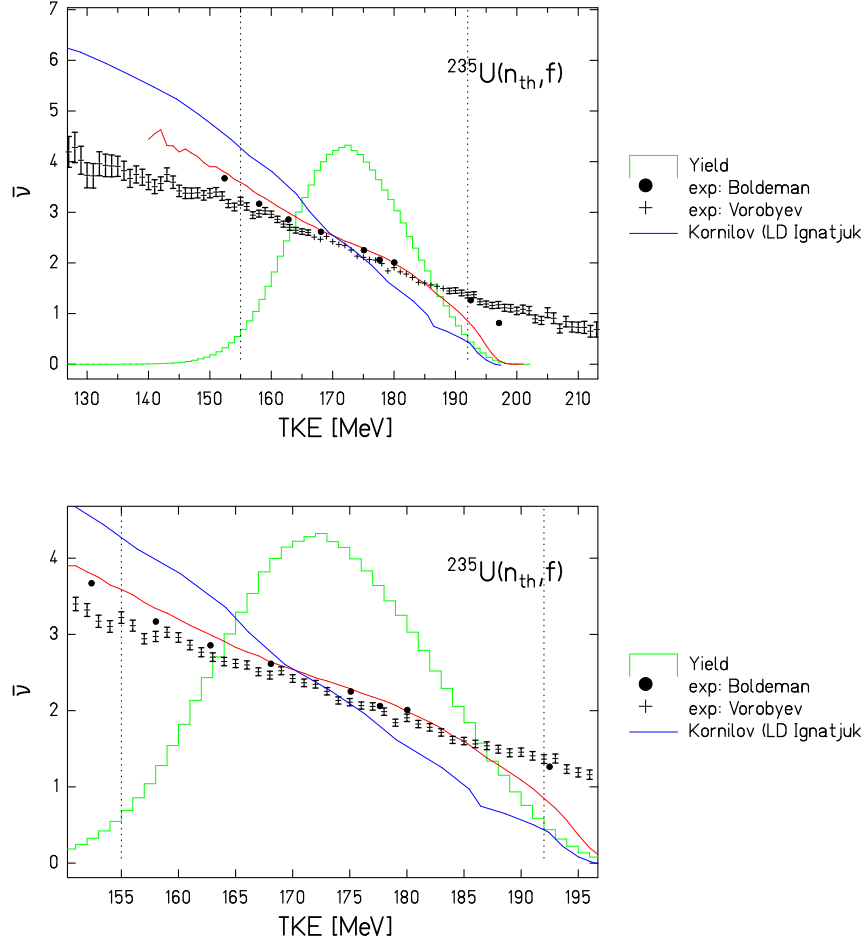 7
6
5
4
3
2
1
0
ν̄
²³⁵U(nₜₕ,f)
130 140 150 160 170 180 190 200 210
TKE [MeV]
Yield
exp: Boldeman
exp: Vorobyev
Kornilov (LD Ignatjuk
4
3
2
1
0
ν̄
²³⁵U(nₜₕ,f)
155 160 165 170 175 180 185 190 195
TKE [MeV]
Yield
exp: Boldeman
exp: Vorobyev
Kornilov (LD Ignatjuk